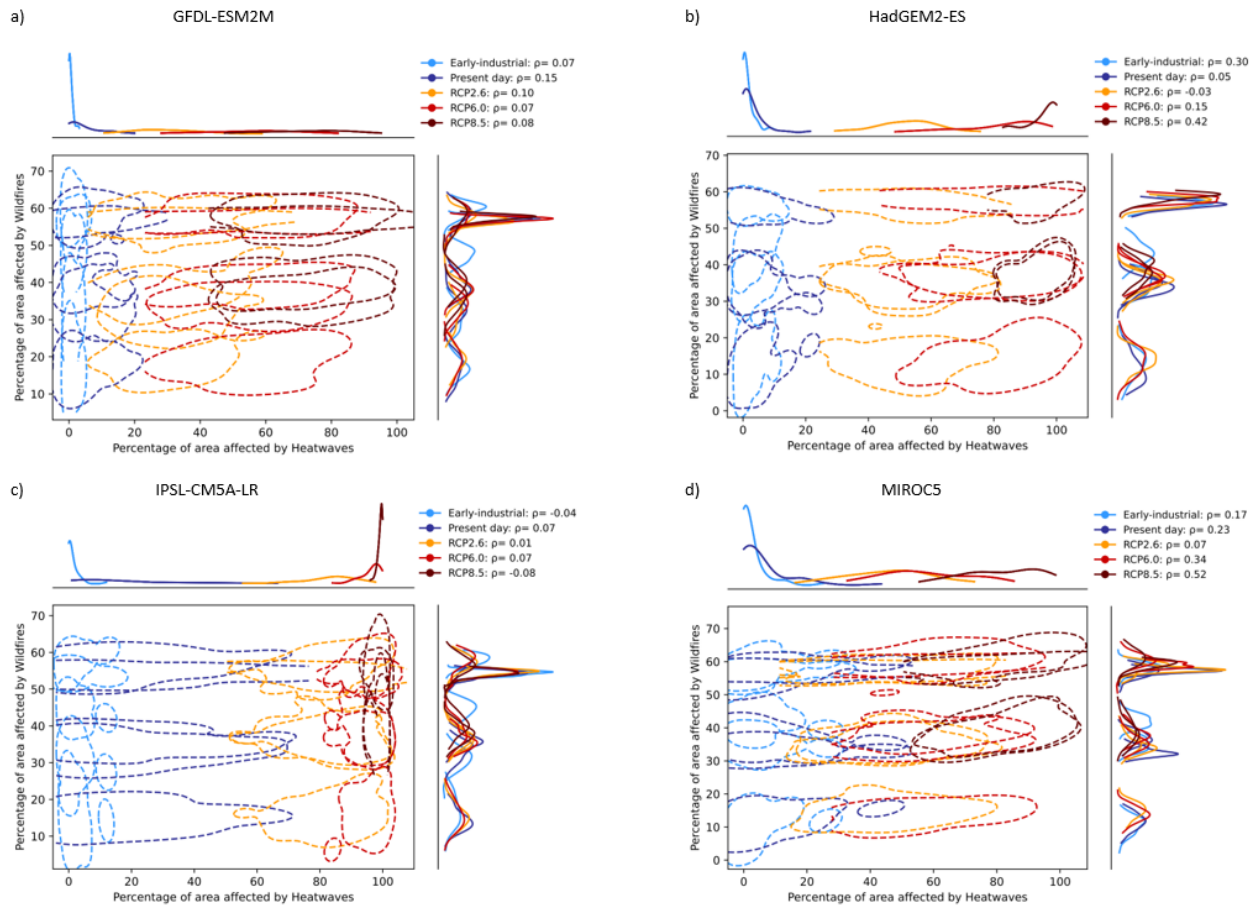 a) GFDL-ESM2M
Early-industrial: ρ= 0.07
Present day: ρ= 0.15
RCP2.6: ρ= 0.10
RCP6.0: ρ= 0.07
RCP8.5: ρ= 0.08
Percentage of area affected by Wildfires
70
60
50
40
30
20
10
0 20 40 60 80 100
Percentage of area affected by Heatwaves
b) HadGEM2-ES
Early-industrial: ρ= 0.30
Present day: ρ= 0.05
RCP2.6: ρ= -0.03
RCP6.0: ρ= 0.15
RCP8.5: ρ= 0.42
Percentage of area affected by Wildfires
70
60
50
40
30
20
10
0
0 20 40 60 80 100
Percentage of area affected by Heatwaves
c) IPSL-CM5A-LR
Early-industrial: ρ= -0.04
Present day: ρ= 0.07
RCP2.6: ρ= 0.01
RCP6.0: ρ= 0.07
RCP8.5: ρ= -0.08
Percentage of area affected by Wildfires
70
60
50
40
30
20
10
0 20 40 60 80 100
Percentage of area affected by Heatwaves
d) MIROC5
Early-industrial: ρ= 0.17
Present day: ρ= 0.23
RCP2.6: ρ= 0.07
RCP6.0: ρ= 0.34
RCP8.5: ρ= 0.52
Percentage of area affected by Wildfires
70
60
50
40
30
20
10
0
0 20 40 60 80 100
Percentage of area affected by Heatwaves